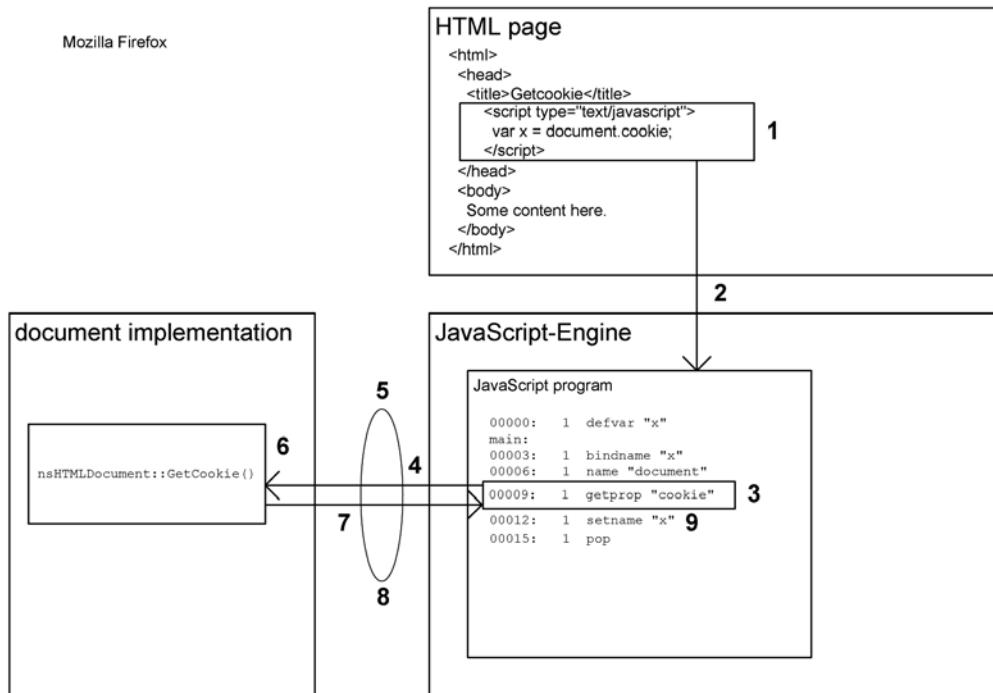 Mozilla Firefox
HTML page
<html>
<head>
<title>Getcookie</title>
<script type="text/javascript">
var x = document.cookie;
</script>
1
</head>
<body>
Some content here.
</body>
</html>
2
document implementation
JavaScript-Engine
JavaScript program
5
00000: 1 defvar "x"
main:
6
00003: 1 bindname "x"
4
00006: 1 name "document"
nsHTMLDocument::GetCookie()
00009: 1 getprop "cookie" 3
7
00012: 1 setname "x" 9
00015: 1 pop
8